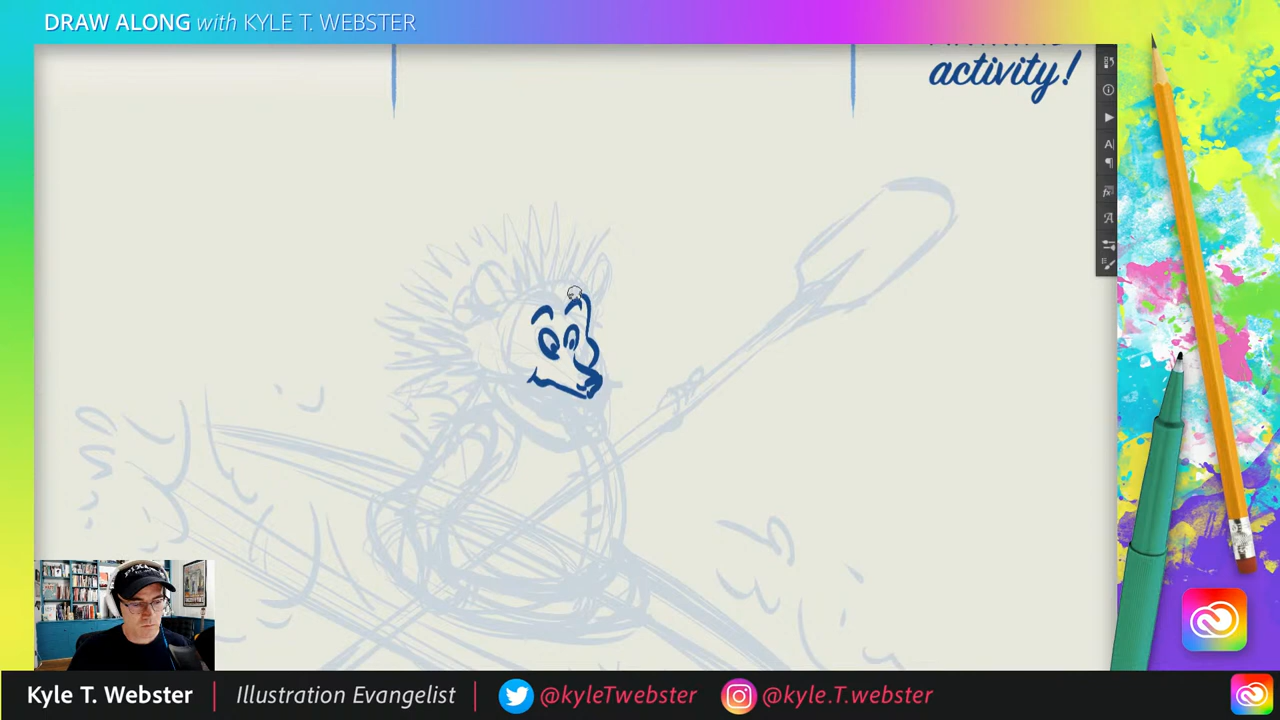 DRAW ALONG with KYLE T. WEBSTER
activity!
Kyle T. Webster | Illustration Evangelist | @kyleTwebster @kyle.T.webster